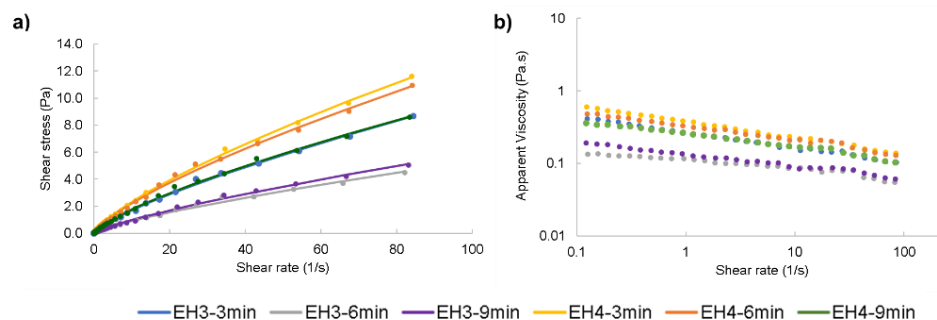 a)
14.0
12.0
10.0
8.0
6.0
4.0
2.0
0.0
Shear stress (Pa)
0 20 40 60 80 100
Shear rate (1/s)
b)
10
1
0.1
0.01
Apparent Viscosity (Pa.s)
0.1 1 10 100
Shear rate (1/s)
EH3-3min EH3-6min EH3-9min EH4-3min EH4-6min EH4-9min